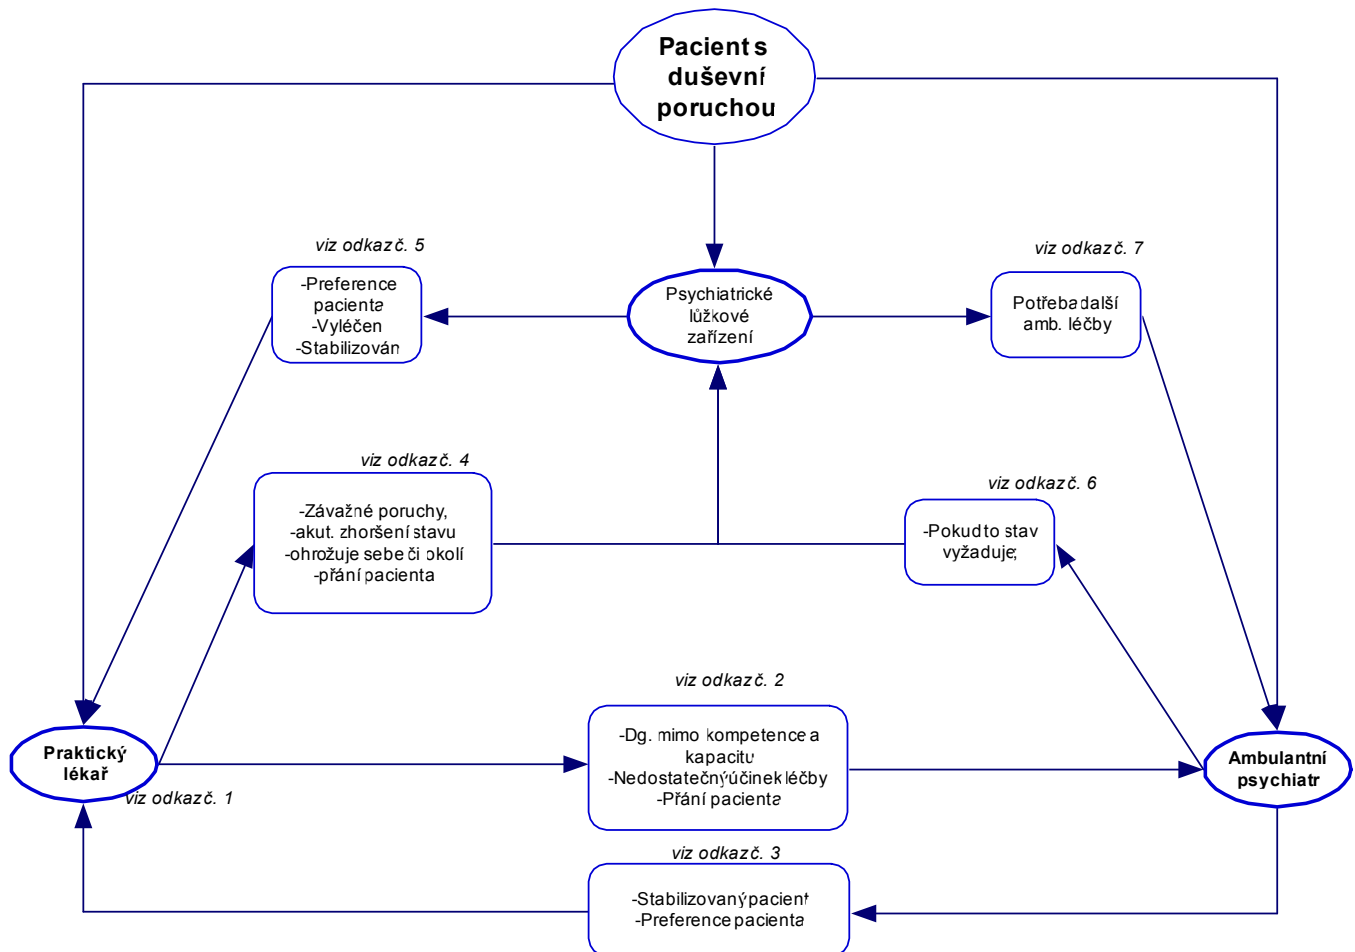 Pacient s
duševní
poruchou
viz odkaz č. 5
-Preference
pacienta
-Vyléčen
-Stabilizován
Psychiatrické
lůžkové
zařízení
viz odkaz č. 7
Potřeba další
amb. léčby
viz odkaz č. 4
-Závažné poruchy,
-akut. zhoršení stavu
-ohrožuje sebe či okolí
-přání pacienta
viz odkaz č. 6
-Pokud to stav
vyžaduje;
viz odkaz č. 2
-Dg. mimo kompetence a
kapacitu
-Nedostatečný účinek léčby
-Přání pacienta
Praktický
lékař
viz odkaz č. 1
Ambulantní
psychiatr
viz odkaz č. 3
-Stabilizovaný pacient
-Preference pacienta